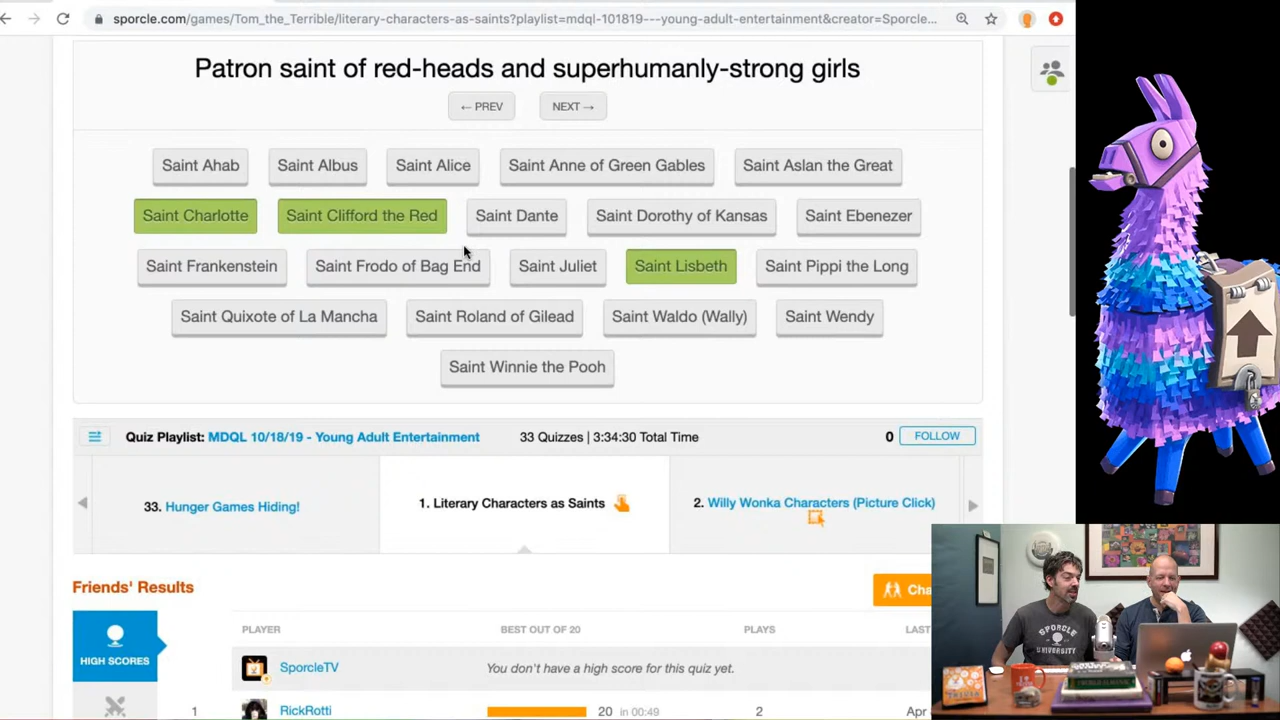 sporcle.com/games/Tom_the_Terrible/literary-characters-as-saints?playlist=mdql-101819---young-adult-entertainment&creator=Sporcle...
Patron saint of red-heads and superhumanly-strong girls
← PREV NEXT →
Saint Ahab Saint Albus Saint Alice Saint Anne of Green Gables Saint Aslan the Great
Saint Charlotte Saint Clifford the Red Saint Dante Saint Dorothy of Kansas Saint Ebenezer
Saint Frankenstein Saint Frodo of Bag End Saint Juliet Saint Lisbeth Saint Pippi the Long
Saint Quixote of La Mancha Saint Roland of Gilead Saint Waldo (Wally) Saint Wendy
Saint Winnie the Pooh
Quiz Playlist: MDQL 10/18/19 - Young Adult Entertainment 33 Quizzes | 3:34:30 Total Time 0 FOLLOW
33. Hunger Games Hiding! 1. Literary Characters as Saints 2. Willy Wonka Characters (Picture Click)
Friends' Results Cha
HIGH SCORES PLAYER BEST OUT OF 20 PLAYS LAST
SporcleTV You don't have a high score for this quiz yet.
1 RickRotti 20 in 00:49 2 Apr
SPORCLE
UNIVERSITY